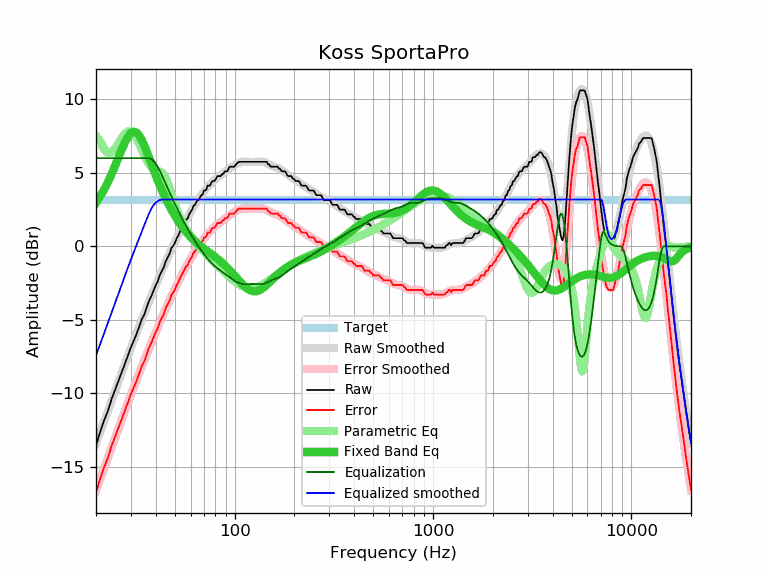 Koss SportaPro
10
5
0
−5
−10
−15
Amplitude (dBr)
Target
Raw Smoothed
Error Smoothed
Raw
Error
Parametric Eq
Fixed Band Eq
Equalization
Equalized smoothed
100
1000
10000
Frequency (Hz)